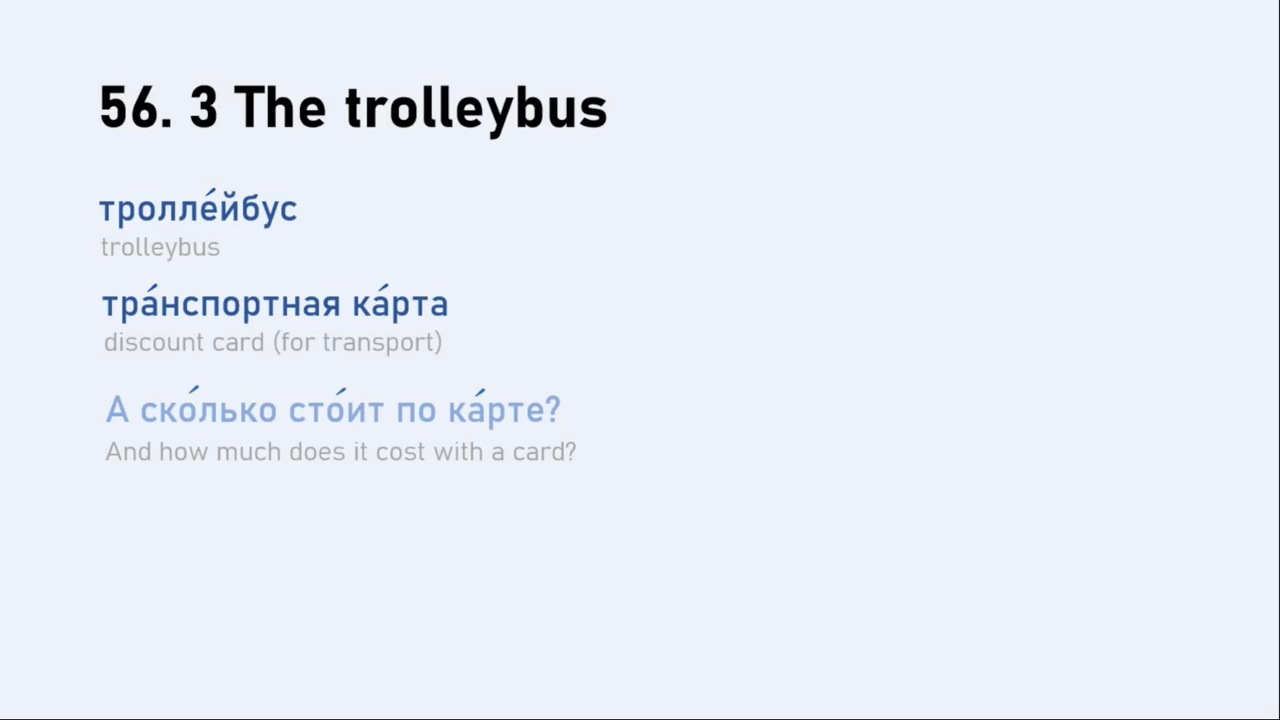 56. 3 The trolleybus
тролле́йбус
trolleybus
тра́нспортная ка́рта
discount card (for transport)
А ско́лько сто́ит по ка́рте?
And how much does it cost with a card?